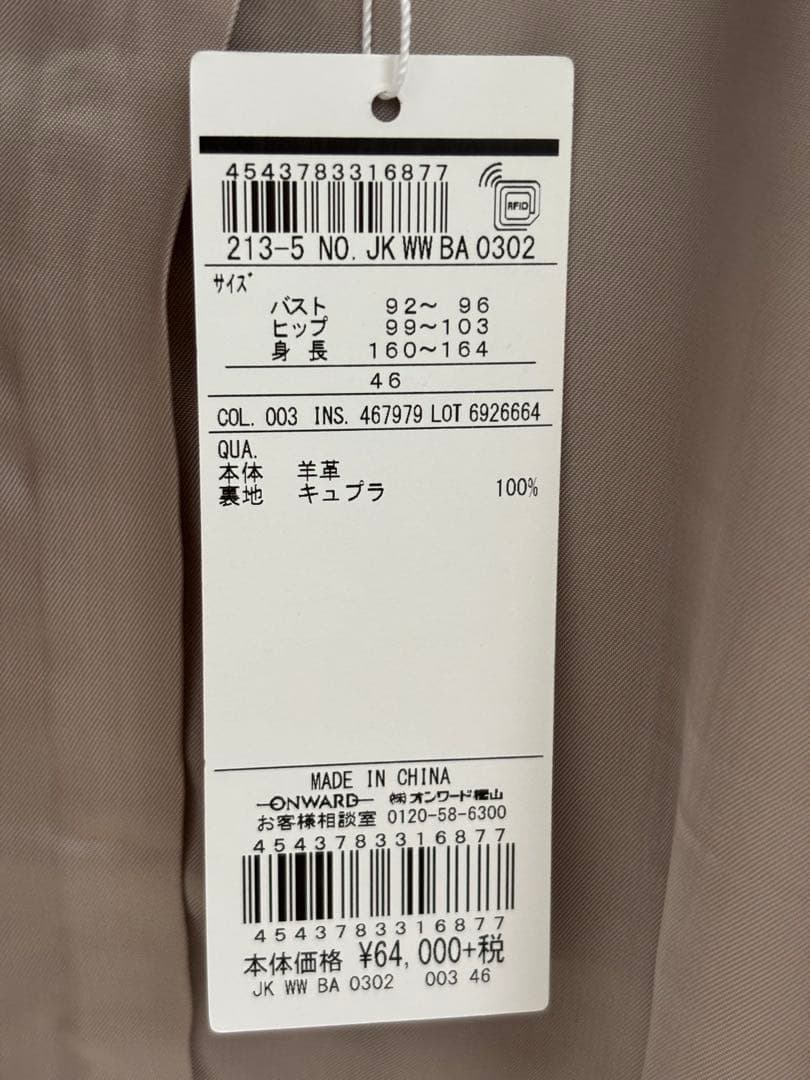 4543783316877
RFID
213-5 NO. JK WW BA 0302
サイズ
バスト 92～ 96
ヒップ 99～103
身 長 160～164
46
COL. 003 INS. 467979 LOT 6926664
QUA.
本体 羊革
裏地 キュプラ 100%
MADE IN CHINA
ONWARD ㈱オンワード樫山
お客様相談室 0120-58-6300
4543783316877
4543783316877
本体価格 ¥64,000+税
JK WW BA 0302 003 46